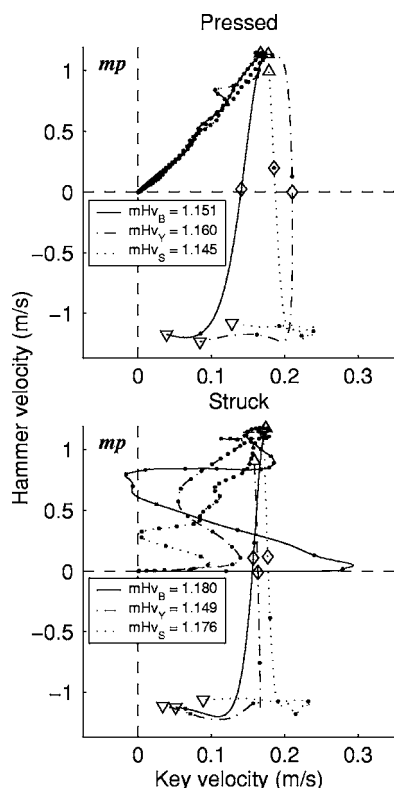 Pressed
mp
1
0.5
0
−0.5
−1
mHv_B = 1.151
mHv_Y = 1.160
mHv_S = 1.145
0 0.1 0.2 0.3
Hammer velocity (m/s)
Struck
mp
1
0.5
0
−0.5
−1
mHv_B = 1.180
mHv_Y = 1.149
mHv_S = 1.176
0 0.1 0.2 0.3
Key velocity (m/s)